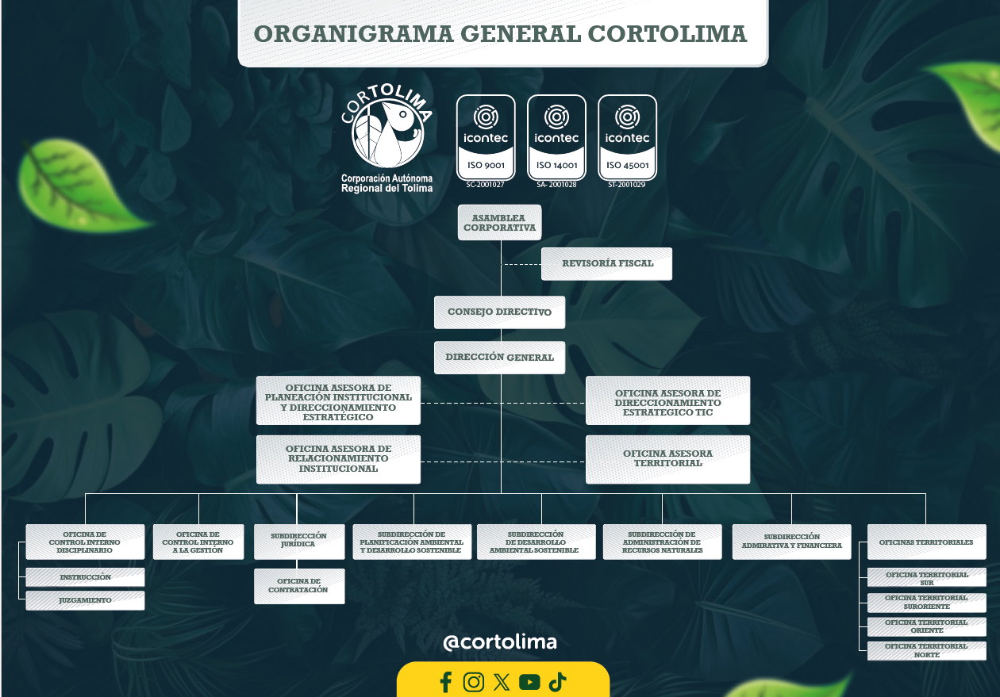 ORGANIGRAMA GENERAL CORTOLIMA
CORTOLIMA
Corporación Autónoma
Regional del Tolima
icontec
ISO 9001
SC-2001027
icontec
ISO 14001
SA- 2001028
icontec
ISO 45001
ST-2001029
ASAMBLEA
CORPORATIVA
REVISORÍA FISCAL
CONSEJO DIRECTIVO
DIRECCIÓN GENERAL
OFICINA ASESORA DE
PLANEACIÓN INSTITUCIONAL
Y DIRECCIONAMIENTO
ESTRATÉGICO
OFICINA ASESORA DE
DIRECCIONAMIENTO
ESTRATEGICO TIC
OFICINA ASESORA DE
RELACIONAMIENTO
INSTITUCIONAL
OFICINA ASESORA
TERRITORIAL
OFICINA DE
CONTROL INTERNO
DISCIPLINARIO
INSTRUCCIÓN
JUZGAMIENTO
OFICINA DE
CONTROL INTERNO
A LA GESTIÓN
SUBDIRECCIÓN
JURÍDICA
OFICINA DE
CONTRATACIÓN
SUBDIRECCIÓN DE
PLANIFICACIÓN AMBIENTAL
Y DESARROLLO SOSTENIBLE
SUBDIRECCIÓN
DE DESARROLLO
AMBIENTAL SOSTENIBLE
SUBDIRECCIÓN DE
ADMINISTRACIÓN DE
RECURSOS NATURALES
SUBDIRECCIÓN
ADMIRATIVA Y FINANCIERA
OFICINAS TERRITORIALES
OFICINA TERRITORIAL
SUR
OFICINA TERRITORIAL
SURORIENTE
OFICINA TERRITORIAL
ORIENTE
OFICINA TERRITORIAL
NORTE
@cortolima